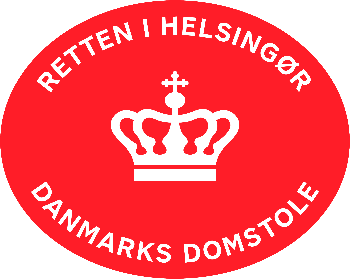 RETTEN I HELSINGØR
DANMARKS DOMSTOLE